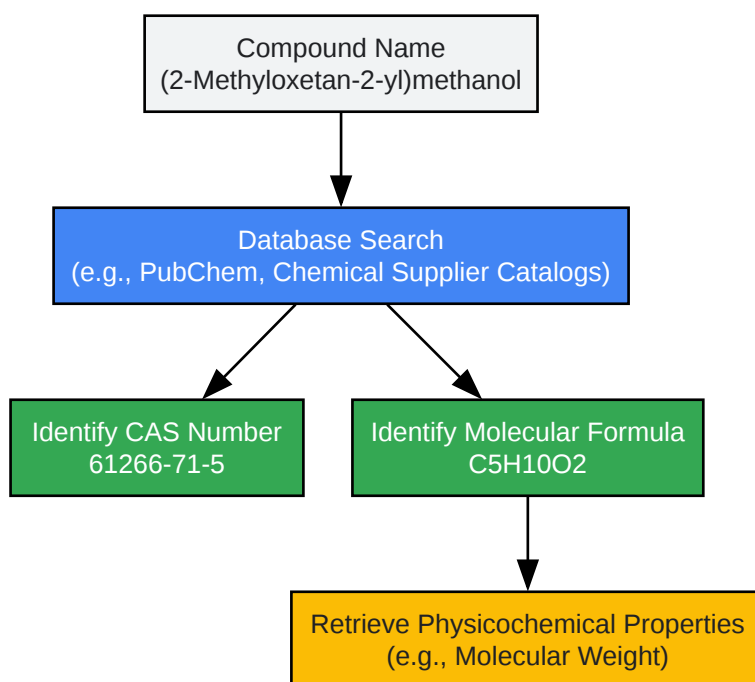 Compound Name
(2-Methyloxetan-2-yl)methanol
Database Search
(e.g., PubChem, Chemical Supplier Catalogs)
Identify CAS Number
61266-71-5
Identify Molecular Formula
C5H10O2
Retrieve Physicochemical Properties
(e.g., Molecular Weight)